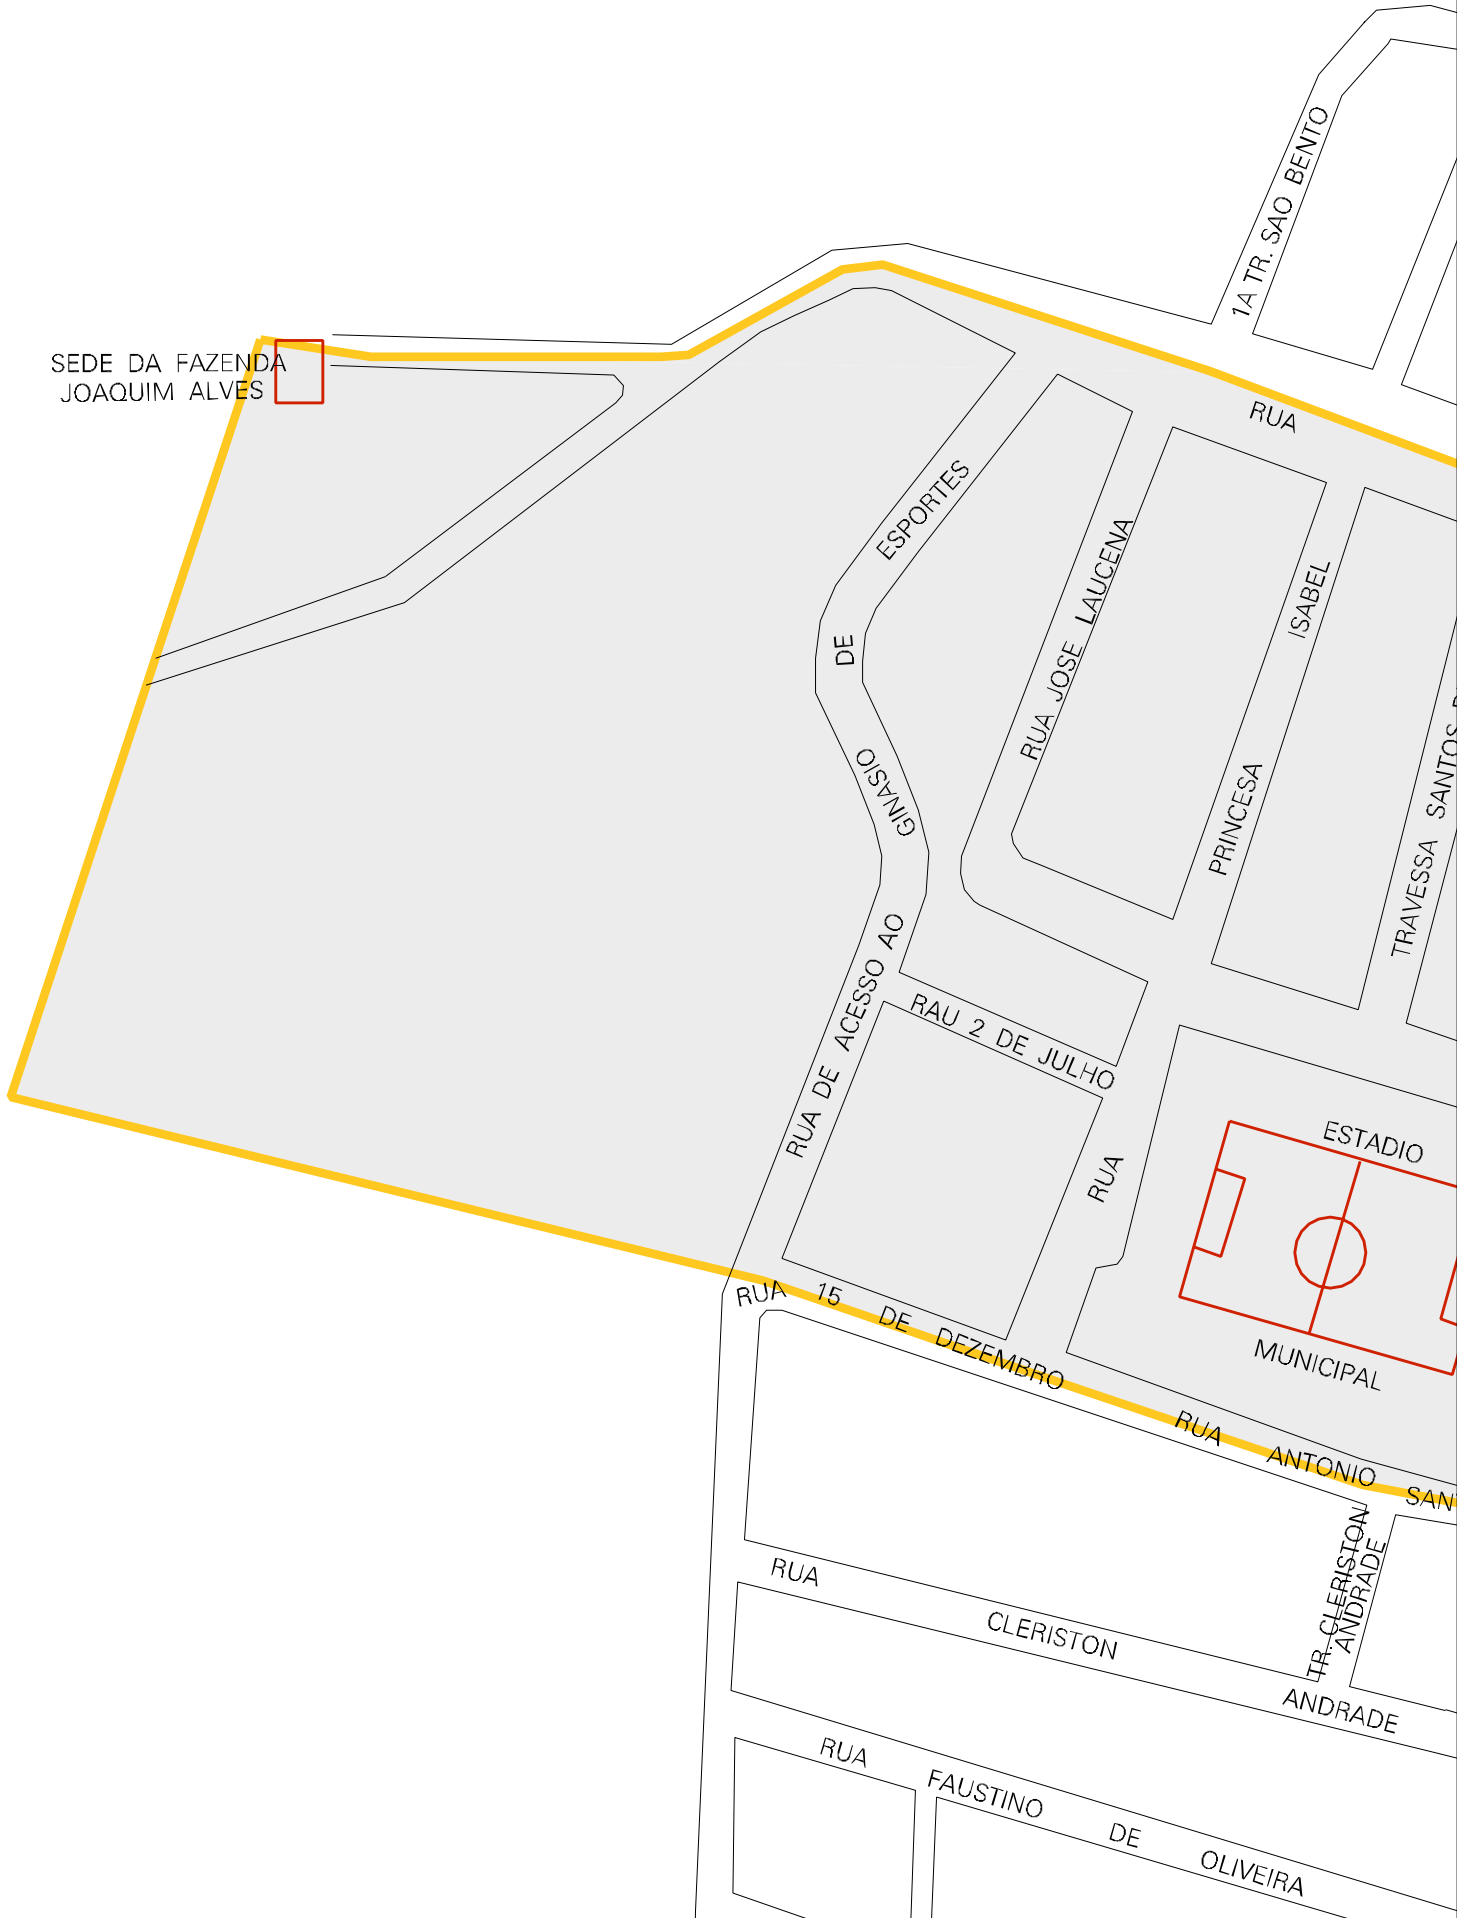 1A TR. SAO BENTO
SEDE DA FAZENDA
JOAQUIM ALVES
RUA
RUA DE ACESSO AO GINASIO DE ESPORTES
RUA JOSE LAUCENA
PRINCESA ISABEL
TRAVESSA SANTOS
RAU 2 DE JULHO
RUA
ESTADIO
MUNICIPAL
RUA 15 DE DEZEMBRO
RUA ANTONIO SAN
TR. CLERISTON
ANDRADE
RUA CLERISTON ANDRADE
RUA FAUSTINO DE OLIVEIRA